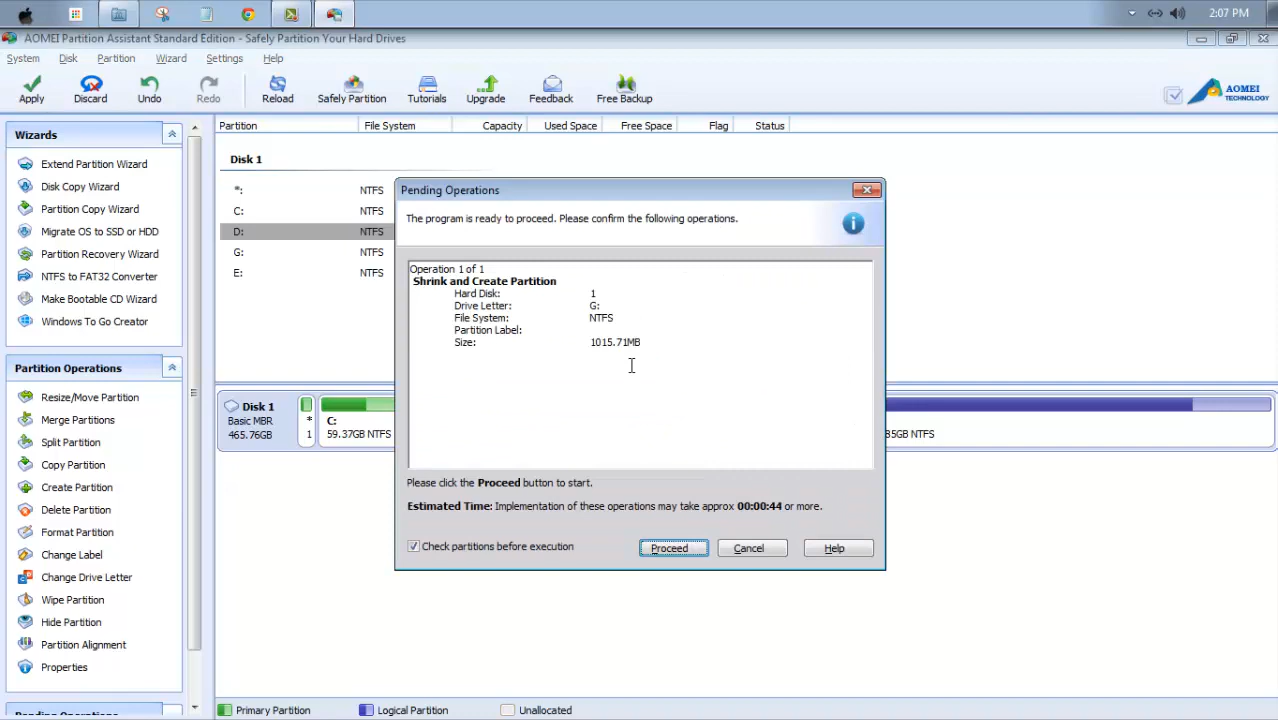 2:07 PM
AOMEI Partition Assistant Standard Edition - Safely Partition Your Hard Drives
System Disk Partition Wizard Settings Help
Apply Discard Undo Redo Reload Safely Partition Tutorials Upgrade Feedback Free Backup
AOMEI
TECHNOLOGY
Wizards
Extend Partition Wizard
Disk Copy Wizard
Partition Copy Wizard
Migrate OS to SSD or HDD
Partition Recovery Wizard
NTFS to FAT32 Converter
Make Bootable CD Wizard
Windows To Go Creator
Partition Operations
Resize/Move Partition
Merge Partitions
Split Partition
Copy Partition
Create Partition
Delete Partition
Format Partition
Change Label
Change Drive Letter
Wipe Partition
Hide Partition
Partition Alignment
Properties
Pending Operations
Partition File System Capacity Used Space Free Space Flag Status
Disk 1
*: NTFS
C: NTFS
D: NTFS
G: NTFS
E: NTFS
Pending Operations
The program is ready to proceed. Please confirm the following operations.
Operation 1 of 1
Shrink and Create Partition
Hard Disk: 1
Drive Letter: G:
File System: NTFS
Partition Label:
Size: 1015.71MB
Please click the Proceed button to start.
Estimated Time: Implementation of these operations may take approx 00:00:44 or more.
Check partitions before execution
Proceed Cancel Help
Disk 1
Basic MBR
465.76GB
*
1
C:
59.37GB NTFS
85GB NTFS
Primary Partition Logical Partition Unallocated